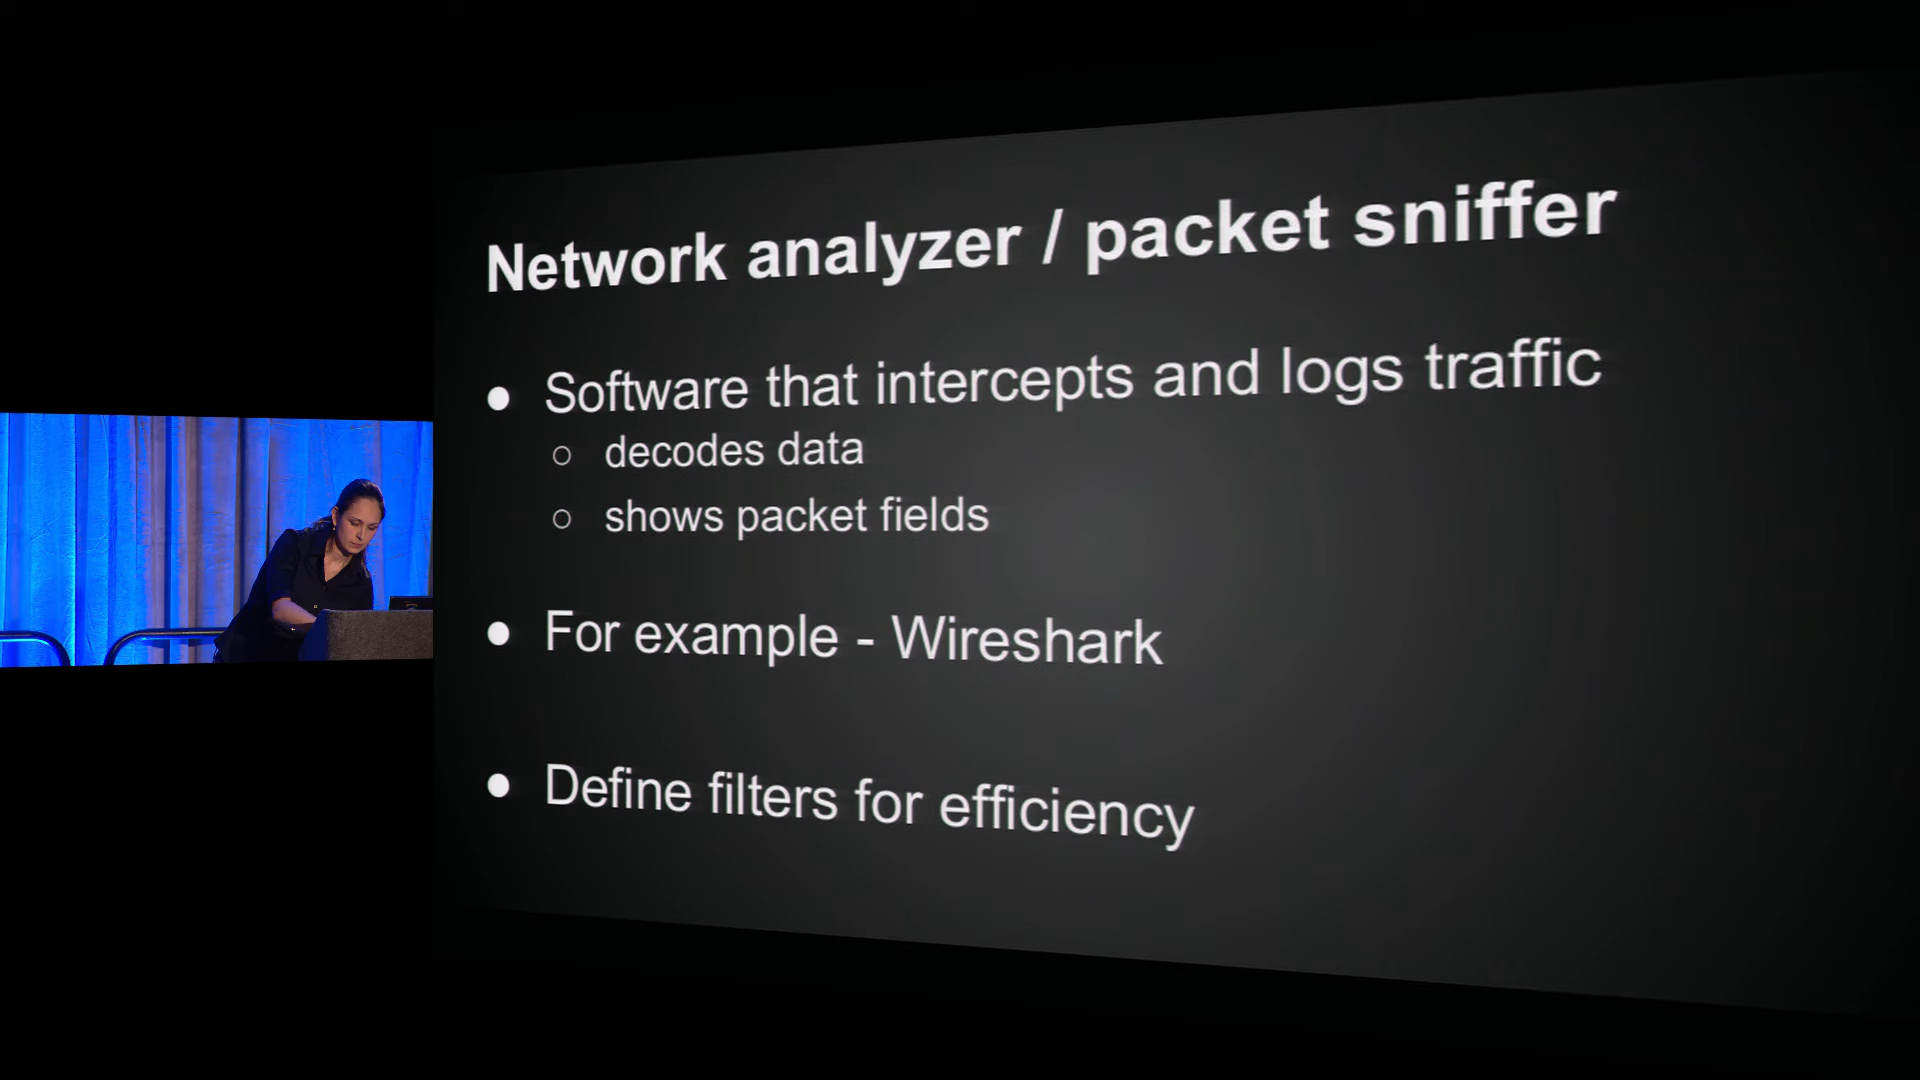 Network analyzer / packet sniffer
● Software that intercepts and logs traffic
○ decodes data
○ shows packet fields
● For example - Wireshark
● Define filters for efficiency